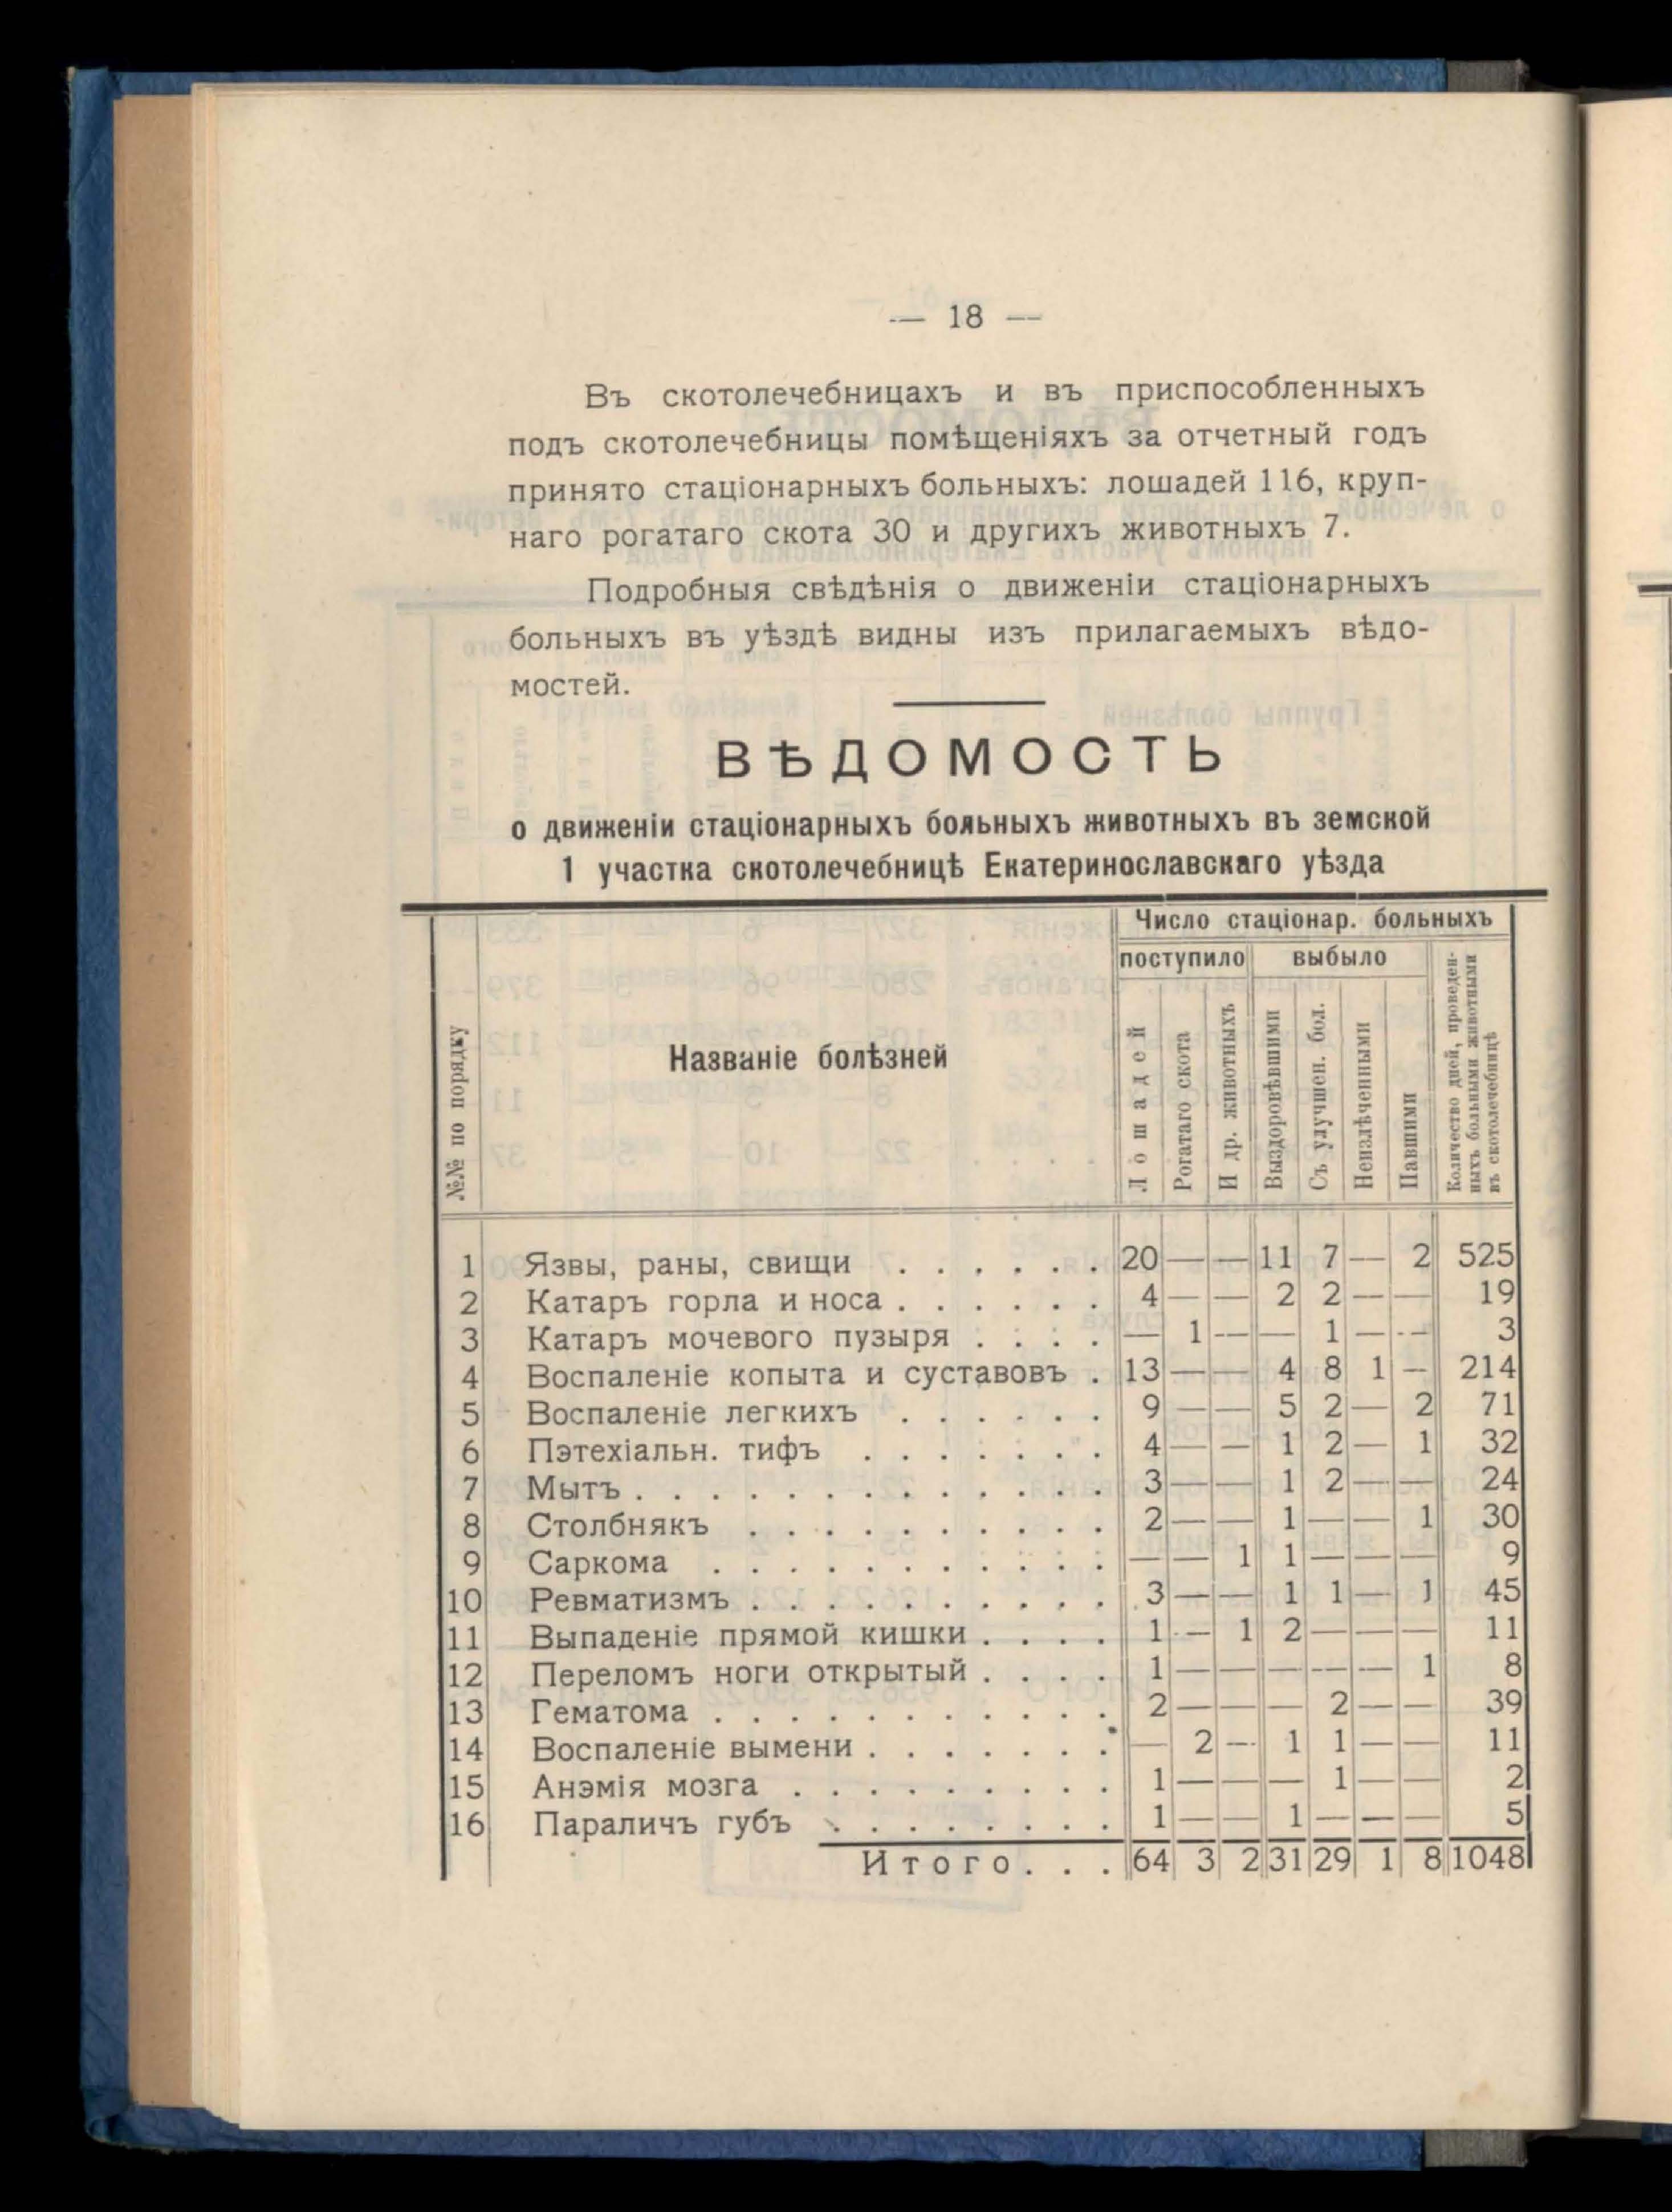 — 18 —
Въ скотолечебницахъ и въ приспособленныхъ
подъ скотолечебницы помѣщеніяхъ за отчетный годъ
принято стаціонарныхъ больныхъ: лошадей 116, круп-
наго рогатаго скота 30 и другихъ животныхъ 7.
Подробныя свѣдѣнія о движеніи стаціонарныхъ
больныхъ въ уѣздѣ видны изъ прилагаемыхъ вѣдо-
мостей.
ВѢДОМОСТЬ
о движеніи стаціонарныхъ больныхъ животныхъ въ земской
1 участка скотолечебницѣ Екатеринославскаго уѣзда
№№ по порядку
Названіе болѣзней
Число стаціонар. больныхъ
поступило выбыло
Лошадей
Рогатаго скота
И др. животныхъ
Выздоровѣвшими
Съ улучшен. бол.
Неизлѣченными
Павшими
Количество дней, проведен-
ныхъ больными животными
въ скотолечебницѣ
1 Язвы, раны, свищи . . . . . . 20 — — 11 7 — 2 525
2 Катаръ горла и носа . . . . . . 4 — — 2 2 — — 19
3 Катаръ мочевого пузыря . . . . — 1 — — 1 — — 3
4 Воспаленіе копыта и суставовъ . 13 — — 4 8 1 — 214
5 Воспаленіе легкихъ . . . . . . 9 — — 5 2 — 2 71
6 Пэтехіальн. тифъ . . . . . . . 4 — — 1 2 — 1 32
7 Мытъ . . . . . . . . . . . . 3 — — 1 2 — — 24
8 Столбнякъ . . . . . . . . . . 2 — — 1 — — 1 30
9 Саркома . . . . . . . . . . . — — 1 1 — — — 9
10 Ревматизмъ . . . . . . . . . . 3 — — 1 1 — 1 45
11 Выпаденіе прямой кишки . . . . 1 — 1 2 — — — 11
12 Переломъ ноги открытый . . . . 1 — — — — — 1 8
13 Гематома . . . . . . . . . . . 2 — — — 2 — — 39
14 Воспаленіе вымени . . . . . . . — 2 — 1 1 — — 11
15 Анэмія мозга . . . . . . . . . 1 — — — 1 — — 2
16 Параличъ губъ . . . . . . . . 1 — — 1 — — — 5
Итого . . . 64 3 2 31 29 1 8 1048